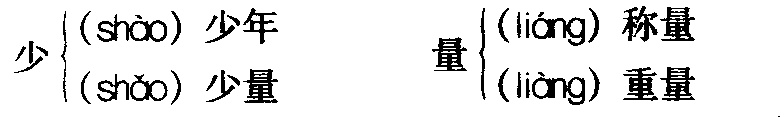 少 (shào) 少年
(shǎo) 少量
量 (liáng) 称量
(liàng) 重量